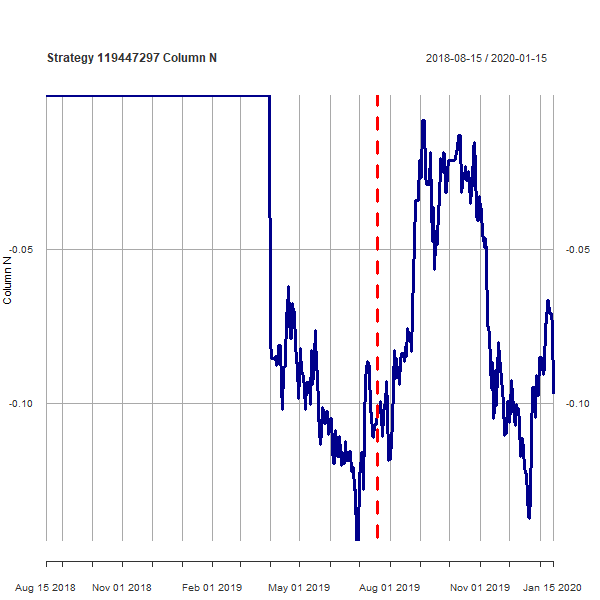 Strategy 119447297 Column N
2018-08-15 / 2020-01-15
Column N
-0.05
-0.05
-0.10
-0.10
Aug 15 2018
Nov 01 2018
Feb 01 2019
May 01 2019
Aug 01 2019
Nov 01 2019
Jan 15 2020